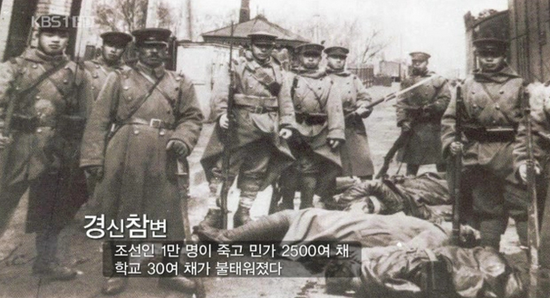 KBS1
경신참변
조선인 1만 명이 죽고 민가 2500여 채
학교 30여 채가 불태워졌다